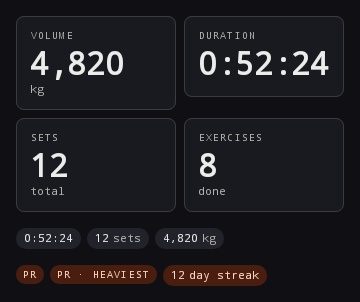 VOLUME
4,820
kg
DURATION
0:52:24
SETS
12
total
EXERCISES
8
done
0:52:24 12 sets 4,820 kg
PR PR · HEAVIEST 12 day streak